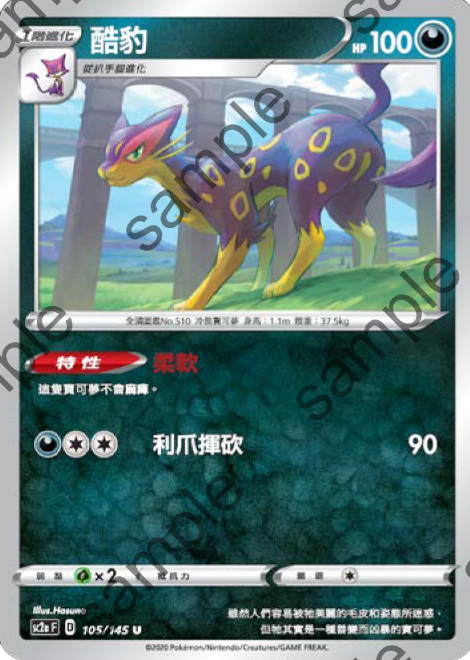 1階進化
酷豹
HP 100
從扒手貓進化
sample
全國圖鑑No.510 冷酷寶可夢 身高：1.1m 體重：37.5kg
特性 柔軟
這隻寶可夢不會麻痺。
利爪揮砍 90
弱點 ×2 抵抗力 撤退
Illus.Hasuno
sc2a F D 105/145 U
雖然人們容易被牠美麗的毛皮和姿態所迷惑，
但牠其實是一種善變而凶暴的寶可夢。
©2020 Pokémon/Nintendo/Creatures/GAME FREAK.
sample
sample
sample
sample